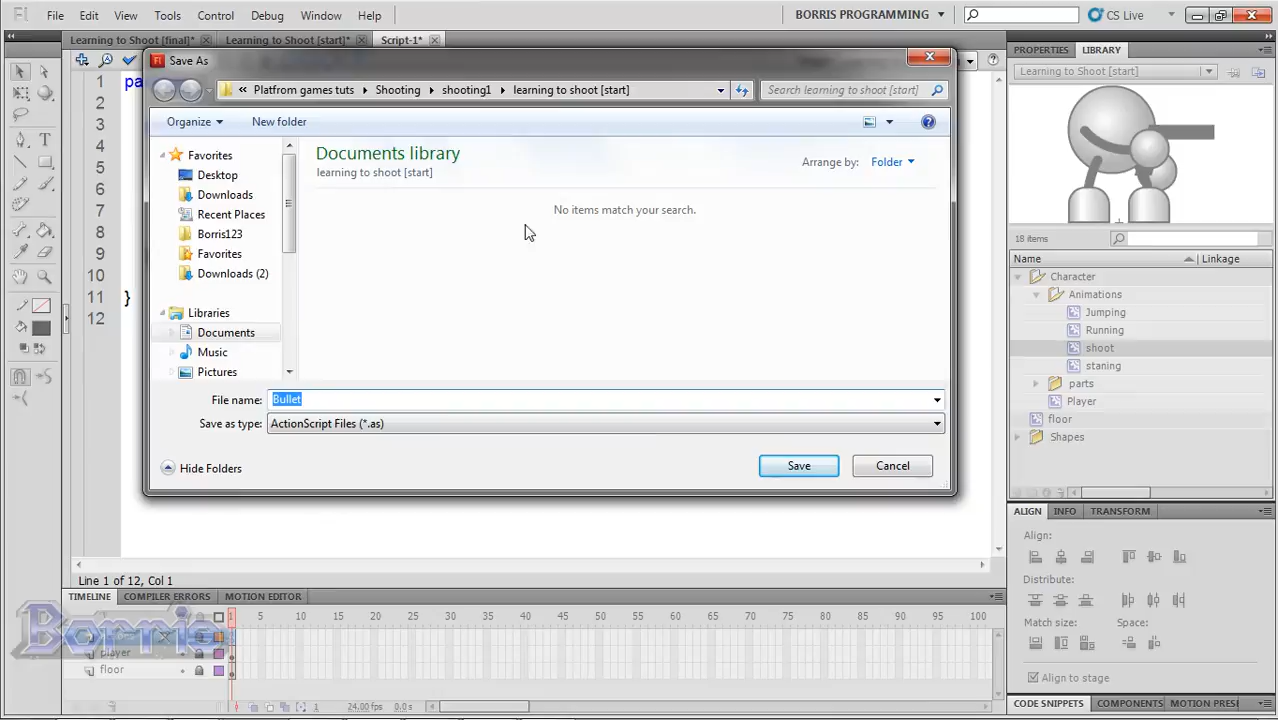 Fl File Edit View Tools Control Debug Window Help BORRIS PROGRAMMING CS Live
Learning to Shoot [final]* Learning to Shoot [start]* Script-1*
Save As
« Platfrom games tuts Shooting shooting1 learning to shoot [start] Search learning to shoot [start]
Organize New folder
Favorites
Desktop
Downloads
Recent Places
Borris123
Favorites
Downloads (2)
Libraries
Documents
Music
Pictures
Documents library
learning to shoot [start]
Arrange by: Folder
No items match your search.
File name: Bullet
Save as type: ActionScript Files (*.as)
Hide Folders Save Cancel
1 pa
2
3
4
5
6
7
8
9
10
11 }
12
Line 1 of 12, Col 1
PROPERTIES LIBRARY
Learning to Shoot [start]
18 items
Name Linkage
Character
Animations
Jumping
Running
shoot
staning
parts
Player
floor
Shapes
ALIGN INFO TRANSFORM
Align:
Distribute:
Match size: Space:
Align to stage
CODE SNIPPETS COMPONENTS MOTION PRESI
TIMELINE COMPILER ERRORS MOTION EDITOR
1 5 10 15 20 25 30 35 40 45 50 55 60 65 70 75 80 85 90 95 100
player
floor
Borris
1 24.00 fps 0.0 s